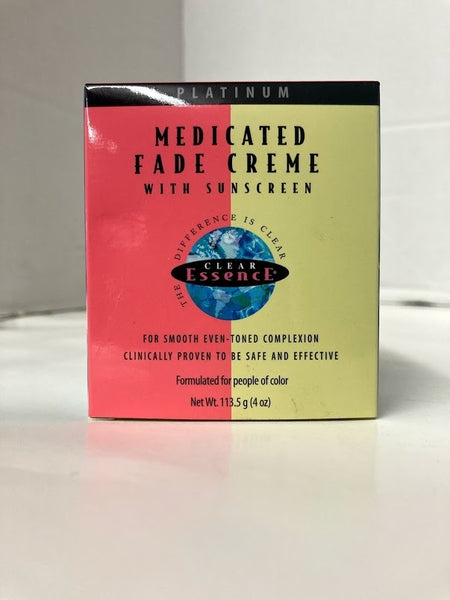 PLATINUM
MEDICATED
FADE CREME
WITH SUNSCREEN
THE DIFFERENCE IS CLEAR
CLEAR
EssencE®
FOR SMOOTH EVEN-TONED COMPLEXION
CLINICALLY PROVEN TO BE SAFE AND EFFECTIVE
Formulated for people of color
Net Wt. 113.5 g (4 oz)